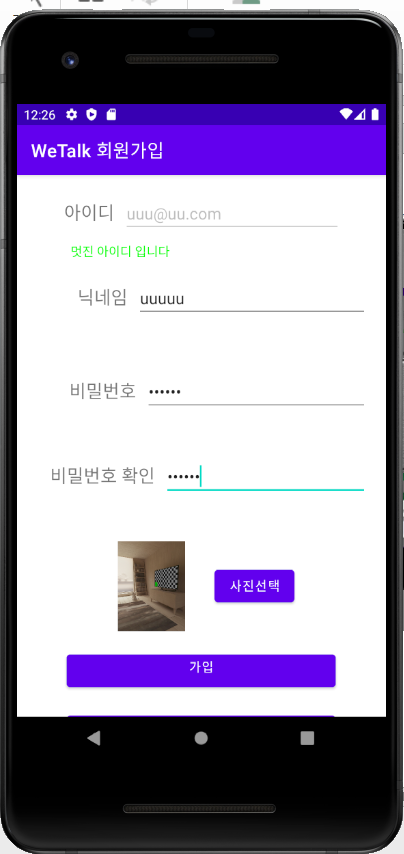 12:26
WeTalk 회원가입
아이디 uuu@uu.com
멋진 아이디 입니다
닉네임 uuuuu
비밀번호 ••••••
비밀번호 확인 ••••••
사진선택
가입